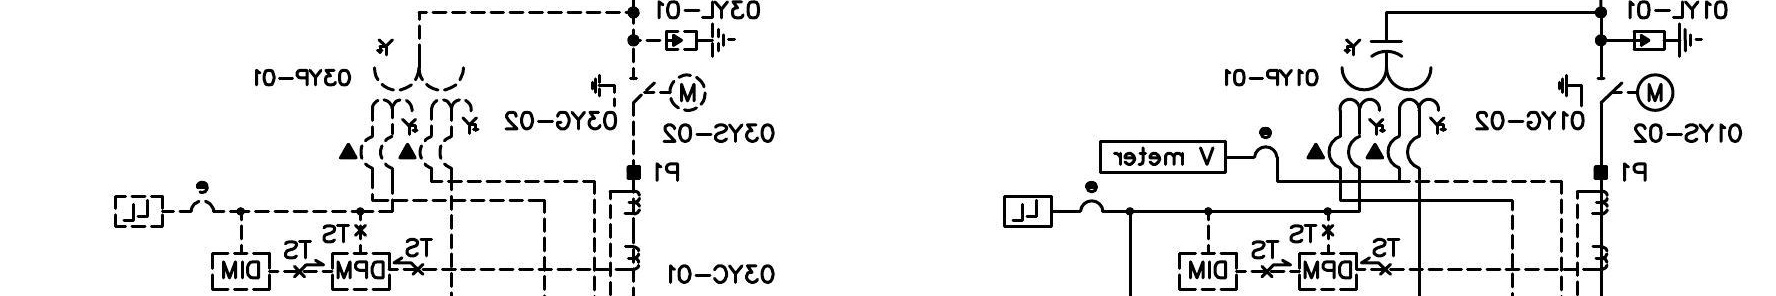 03YL-01
01YL-01
Y
Y
03YP-01
01YP-01
M
M
03YG-02
01YG-02
03YS-02
01YS-02
Y
Y
Y
Y
e
V meter
P1
P1
e
e
LL
LL
TS
TS
TS
TS
TS
TS
DIM
DPM
03YC-01
DIM
DPM